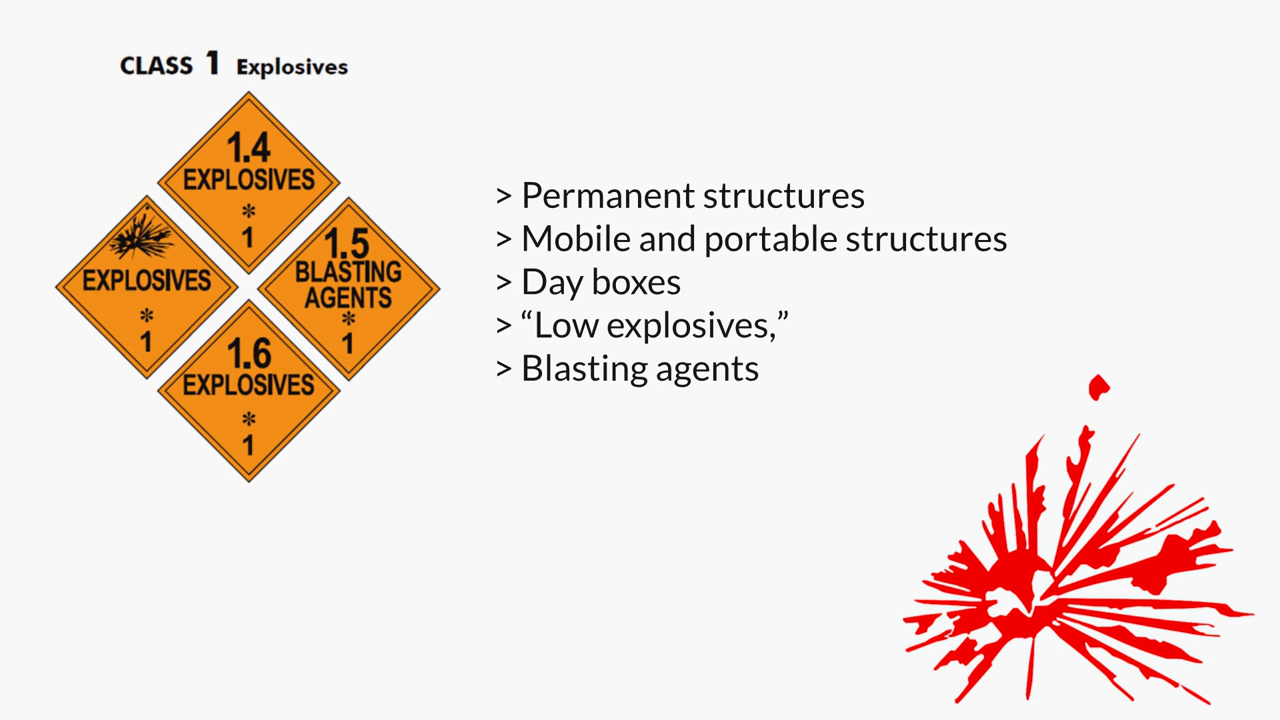 CLASS 1 Explosives
1.4
EXPLOSIVES
*
1
EXPLOSIVES
*
1
1.5
BLASTING
AGENTS
*
1
1.6
EXPLOSIVES
*
1
> Permanent structures
> Mobile and portable structures
> Day boxes
> “Low explosives,”
> Blasting agents